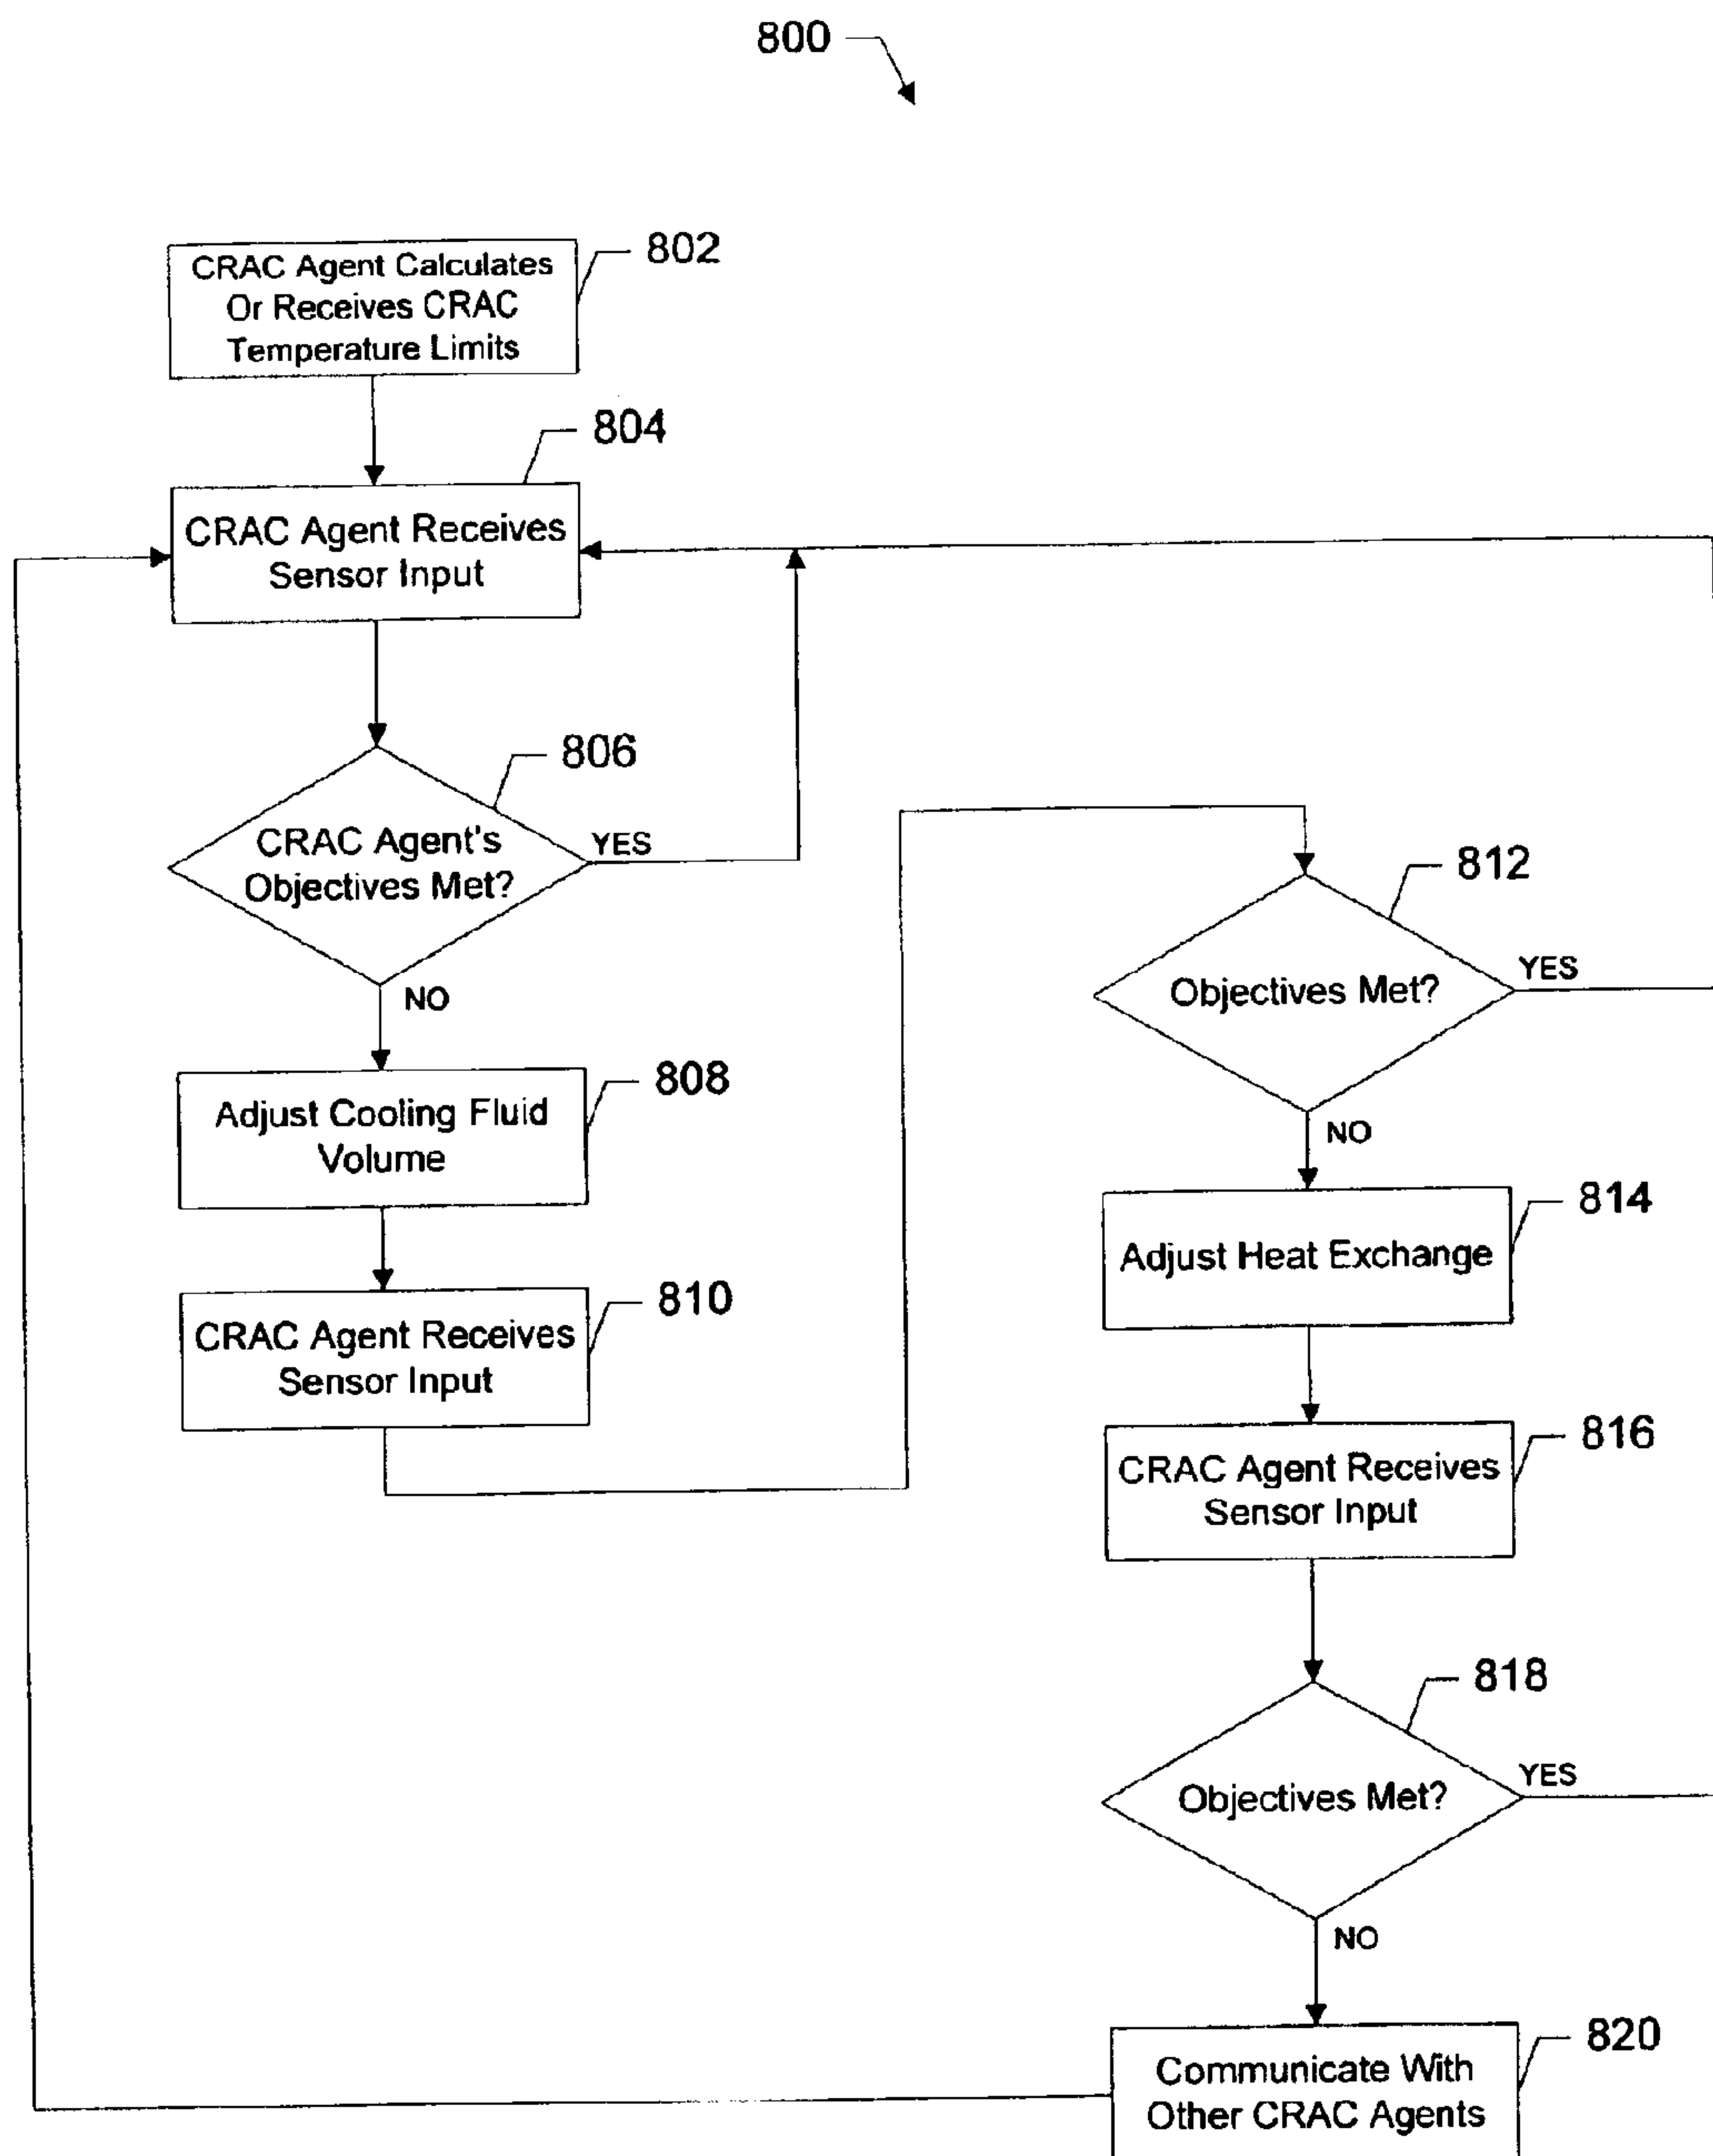 800
CRAC Agent Calculates
Or Receives CRAC
Temperature Limits
802
804
CRAC Agent Receives
Sensor Input
806
CRAC Agent's
Objectives Met?
YES
NO
808
Adjust Cooling Fluid
Volume
810
CRAC Agent Receives
Sensor Input
812
Objectives Met?
YES
NO
814
Adjust Heat Exchange
816
CRAC Agent Receives
Sensor Input
818
Objectives Met?
YES
NO
820
Communicate With
Other CRAC Agents